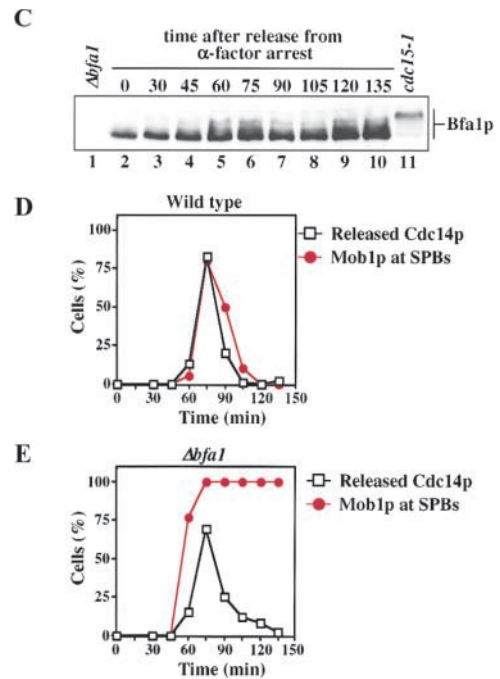 C
Δbfa1
time after release from
α-factor arrest
cdc15-1
0 30 45 60 75 90 105 120 135
Bfa1p
1 2 3 4 5 6 7 8 9 10 11
D
Wild type
Released Cdc14p
Mob1p at SPBs
Cells (%)
100
75
50
25
0
0 30 60 90 120 150
Time (min)
E
Δbfa1
Released Cdc14p
Mob1p at SPBs
Cells (%)
100
75
50
25
0
0 30 60 90 120 150
Time (min)